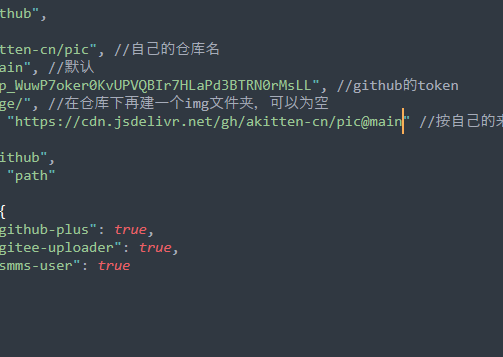 thub",
tten-cn/pic", //自己的仓库名
ain", //默认
p_WuwP7oker0KvUPVQBIr7HLaPd3BTRN0rMsLL", //github的token
ge/", //在仓库下再建一个img文件夹，可以为空
"https://cdn.jsdelivr.net/gh/akitten-cn/pic@main" //按自己的来
ithub",
"path"
{
github-plus": true,
gitee-uploader": true,
smms-user": true